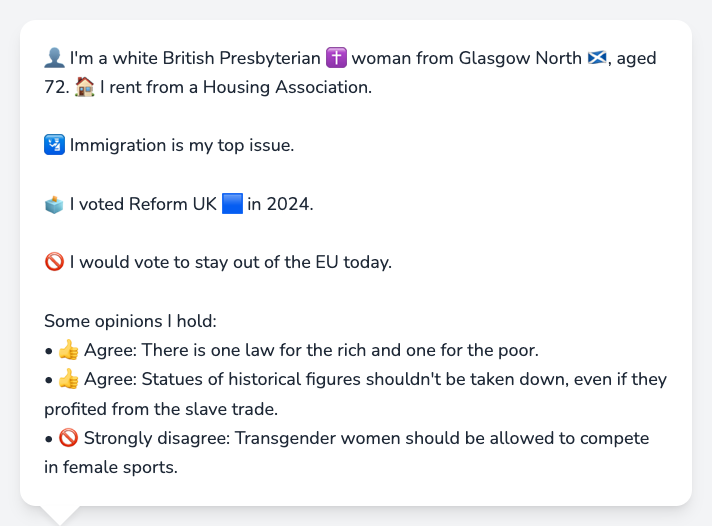 👤 I'm a white British Presbyterian ✝️ woman from Glasgow North 🏴󠁧󠁢󠁳󠁣󠁴󠁿, aged
72. 🏠 I rent from a Housing Association.
🛂 Immigration is my top issue.
🗳️ I voted Reform UK 🟦 in 2024.
🚫 I would vote to stay out of the EU today.
Some opinions I hold:
• 👍 Agree: There is one law for the rich and one for the poor.
• 👍 Agree: Statues of historical figures shouldn't be taken down, even if they
profited from the slave trade.
• 🚫 Strongly disagree: Transgender women should be allowed to compete
in female sports.